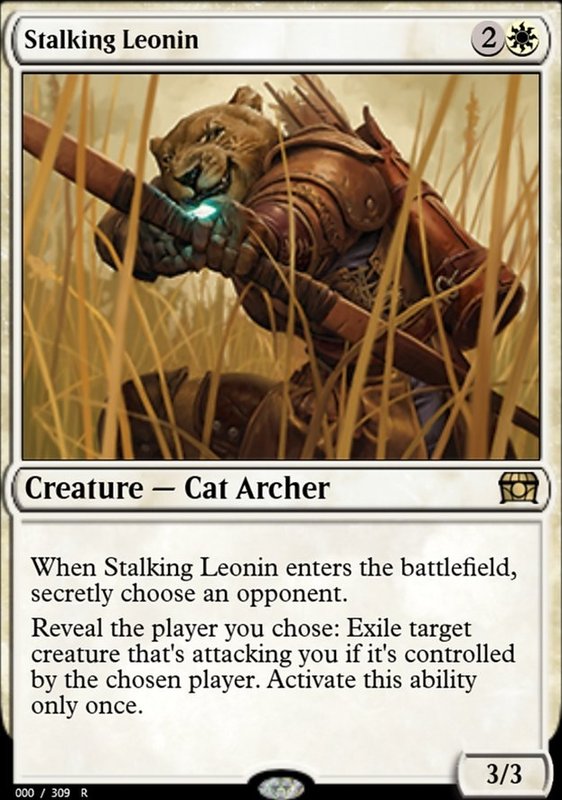 Stalking Leonin
2
Creature — Cat Archer
When Stalking Leonin enters the battlefield,
secretly choose an opponent.
Reveal the player you chose: Exile target
creature that's attacking you if it's controlled
by the chosen player. Activate this ability
only once.
3/3
000 / 309 R